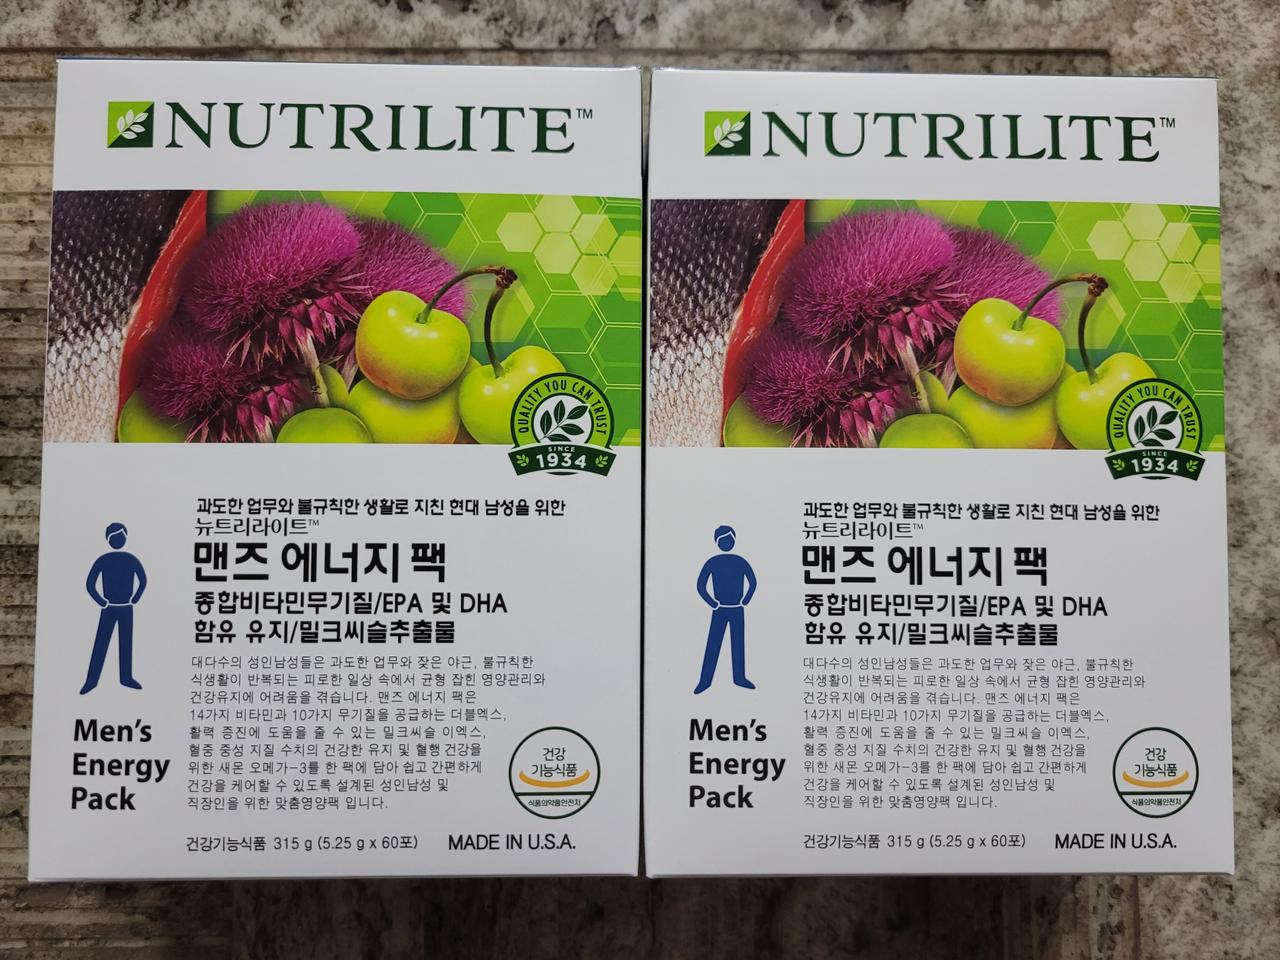 NUTRILITE™
QUALITY YOU CAN TRUST
SINCE
1934
과도한 업무와 불규칙한 생활로 지친 현대 남성을 위한
뉴트리라이트™
맨즈 에너지 팩
종합비타민무기질/EPA 및 DHA
함유 유지/밀크씨슬추출물
대다수의 성인남성들은 과도한 업무와 잦은 야근, 불규칙한
식생활이 반복되는 피로한 일상 속에서 균형 잡힌 영양관리와
건강유지에 어려움을 겪습니다. 맨즈 에너지 팩은
14가지 비타민과 10가지 무기질을 공급하는 더블엑스,
활력 증진에 도움을 줄 수 있는 밀크씨슬 이엑스,
혈중 중성 지질 수치의 건강한 유지 및 혈행 건강을
위한 새몬 오메가-3를 한 팩에 담아 쉽고 간편하게
건강을 케어할 수 있도록 설계된 성인남성 및
직장인을 위한 맞춤영양팩 입니다.
Men's
Energy
Pack
건강
기능식품
식품의약품안전처
건강기능식품 315 g (5.25 g x 60포)
MADE IN U.S.A.
NUTRILITE™
QUALITY YOU CAN TRUST
SINCE
1934
과도한 업무와 불규칙한 생활로 지친 현대 남성을 위한
뉴트리라이트™
맨즈 에너지 팩
종합비타민무기질/EPA 및 DHA
함유 유지/밀크씨슬추출물
대다수의 성인남성들은 과도한 업무와 잦은 야근, 불규칙한
식생활이 반복되는 피로한 일상 속에서 균형 잡힌 영양관리와
건강유지에 어려움을 겪습니다. 맨즈 에너지 팩은
14가지 비타민과 10가지 무기질을 공급하는 더블엑스,
활력 증진에 도움을 줄 수 있는 밀크씨슬 이엑스,
혈중 중성 지질 수치의 건강한 유지 및 혈행 건강을
위한 새몬 오메가-3를 한 팩에 담아 쉽고 간편하게
건강을 케어할 수 있도록 설계된 성인남성 및
직장인을 위한 맞춤영양팩 입니다.
Men's
Energy
Pack
건강
기능식품
식품의약품안전처
건강기능식품 315 g (5.25 g x 60포)
MADE IN U.S.A.